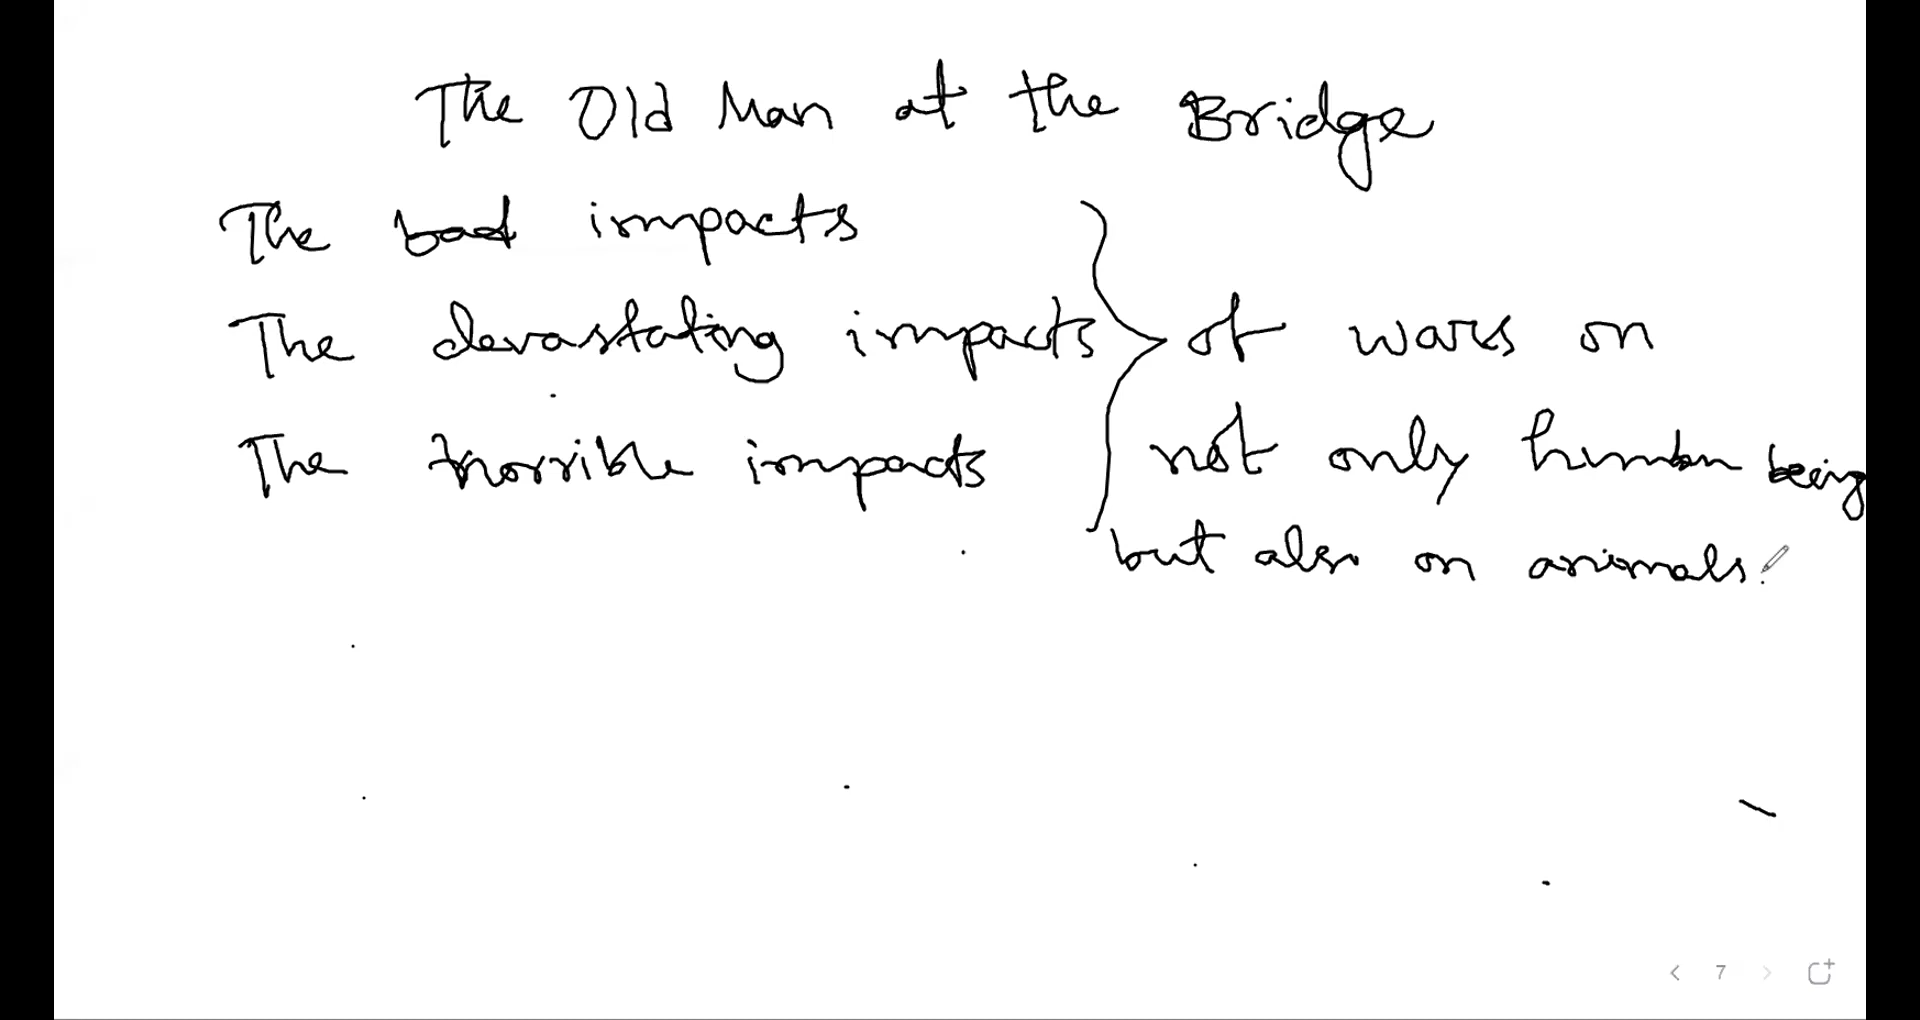 The Old Man at the Bridge
The bad impacts
The devastating impacts } of wars on
The horrible impacts not only human being
but also on animals.
< 7 >